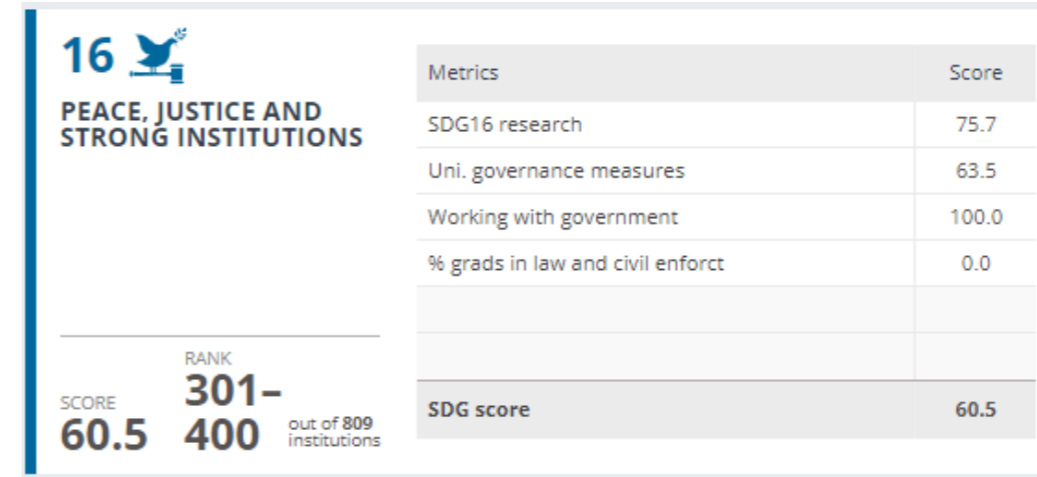 16
PEACE, JUSTICE AND
STRONG INSTITUTIONS
SCORE
60.5
RANK
301–
400
out of 809
institutions
Metrics Score
SDG16 research 75.7
Uni. governance measures 63.5
Working with government 100.0
% grads in law and civil enforct 0.0
SDG score 60.5